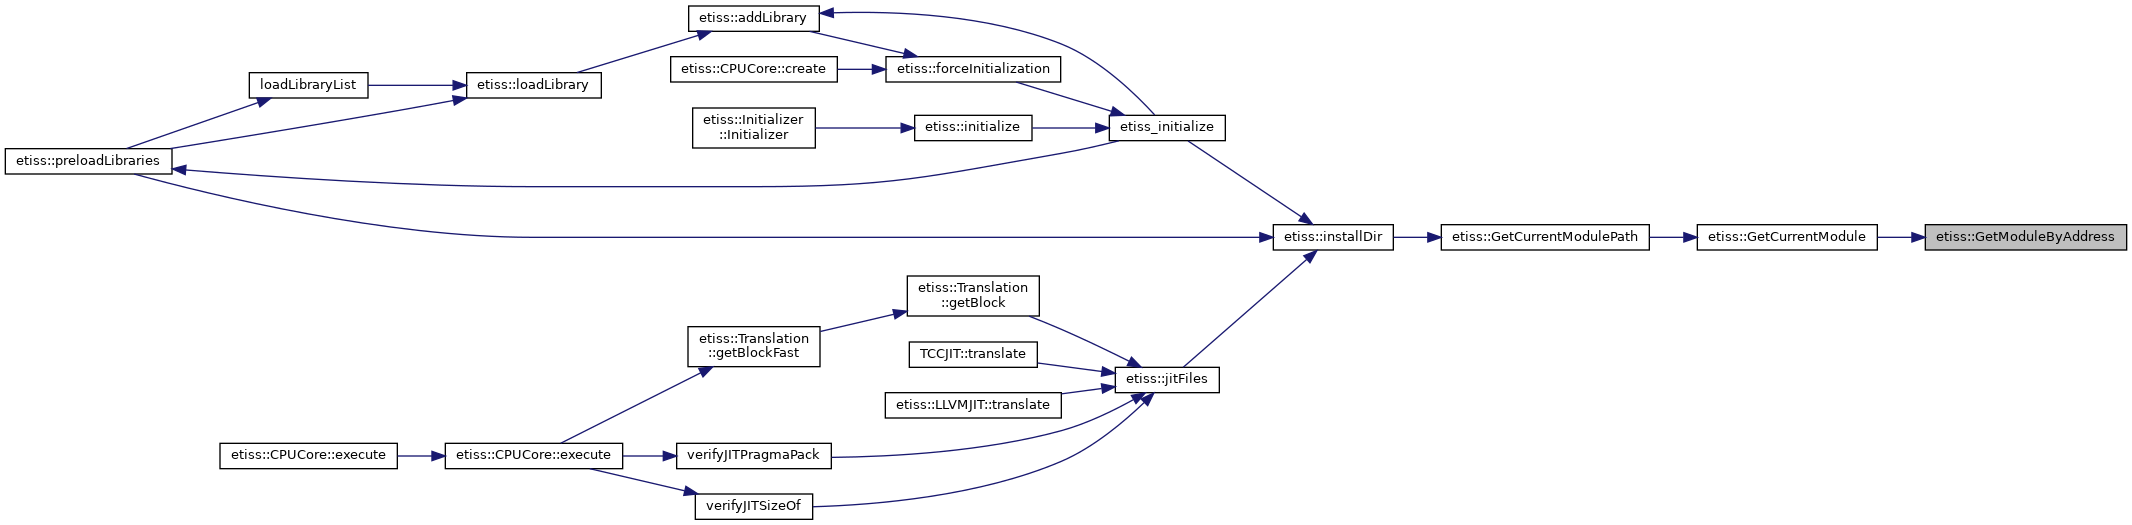 etiss::addLibrary
etiss::CPUCore::create
etiss::forceInitialization
loadLibraryList
etiss::loadLibrary
etiss::Initializer
::Initializer
etiss::initialize
etiss_initialize
etiss::preloadLibraries
etiss::installDir
etiss::GetCurrentModulePath
etiss::GetCurrentModule
etiss::GetModuleByAddress
etiss::Translation
::getBlock
etiss::Translation
::getBlockFast
TCCJIT::translate
etiss::jitFiles
etiss::LLVMJIT::translate
etiss::CPUCore::execute
etiss::CPUCore::execute
verifyJITPragmaPack
verifyJITSizeOf